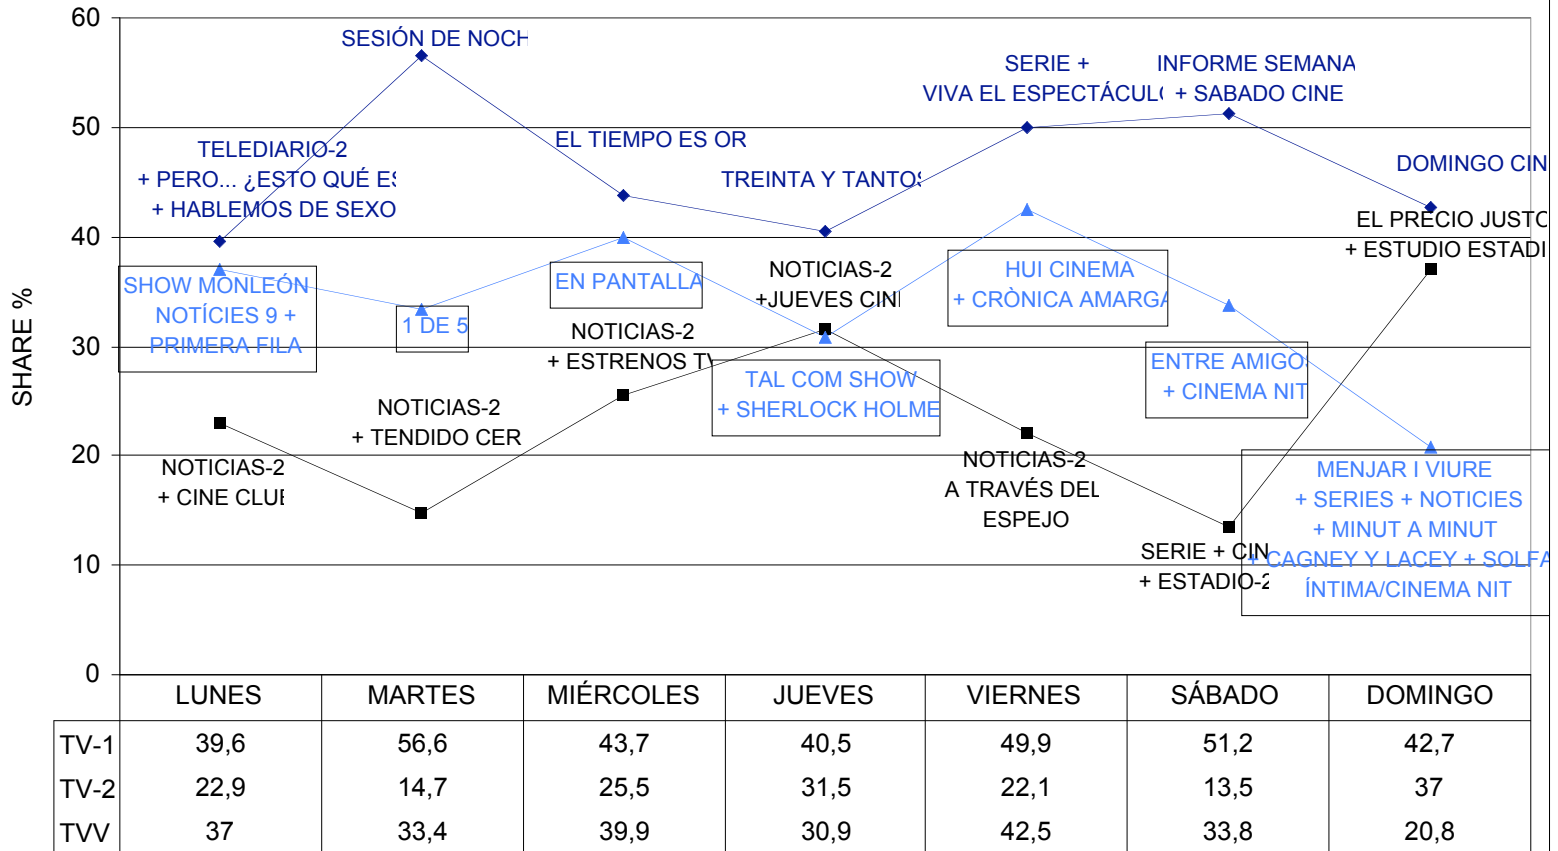 60
SESIÓN DE NOCH
SERIE +
VIVA EL ESPECTÁCUL
INFORME SEMANA
+ SABADO CINE
50
TELEDIARIO-2
+ PERO... ¿ESTO QUÉ ES
+ HABLEMOS DE SEXO
EL TIEMPO ES OR
TREINTA Y TANTOS
DOMINGO CIN
EL PRECIO JUSTO
+ ESTUDIO ESTADI
40
SHOW MONLEÓN
NOTÍCIES 9 +
PRIMERA FILA
1 DE 5
EN PANTALLA
NOTICIAS-2
+JUEVES CIN
HUI CINEMA
+ CRÒNICA AMARGA
NOTICIAS-2
+ ESTRENOS TV
30
TAL COM SHOW
+ SHERLOCK HOLME
ENTRE AMIGOS
+ CINEMA NIT
NOTICIAS-2
+ TENDIDO CER
SHARE %
20
NOTICIAS-2
+ CINE CLUB
NOTICIAS-2
A TRAVÉS DEL
ESPEJO
MENJAR I VIURE
+ SERIES + NOTICIES
+ MINUT A MINUT
+ CAGNEY Y LACEY + SOLFA
ÍNTIMA/CINEMA NIT
SERIE + CIN
+ ESTADIO-2
10
0
LUNES MARTES MIÉRCOLES JUEVES VIERNES SÁBADO DOMINGO
TV-1 39,6 56,6 43,7 40,5 49,9 51,2 42,7
TV-2 22,9 14,7 25,5 31,5 22,1 13,5 37
TVV 37 33,4 39,9 30,9 42,5 33,8 20,8